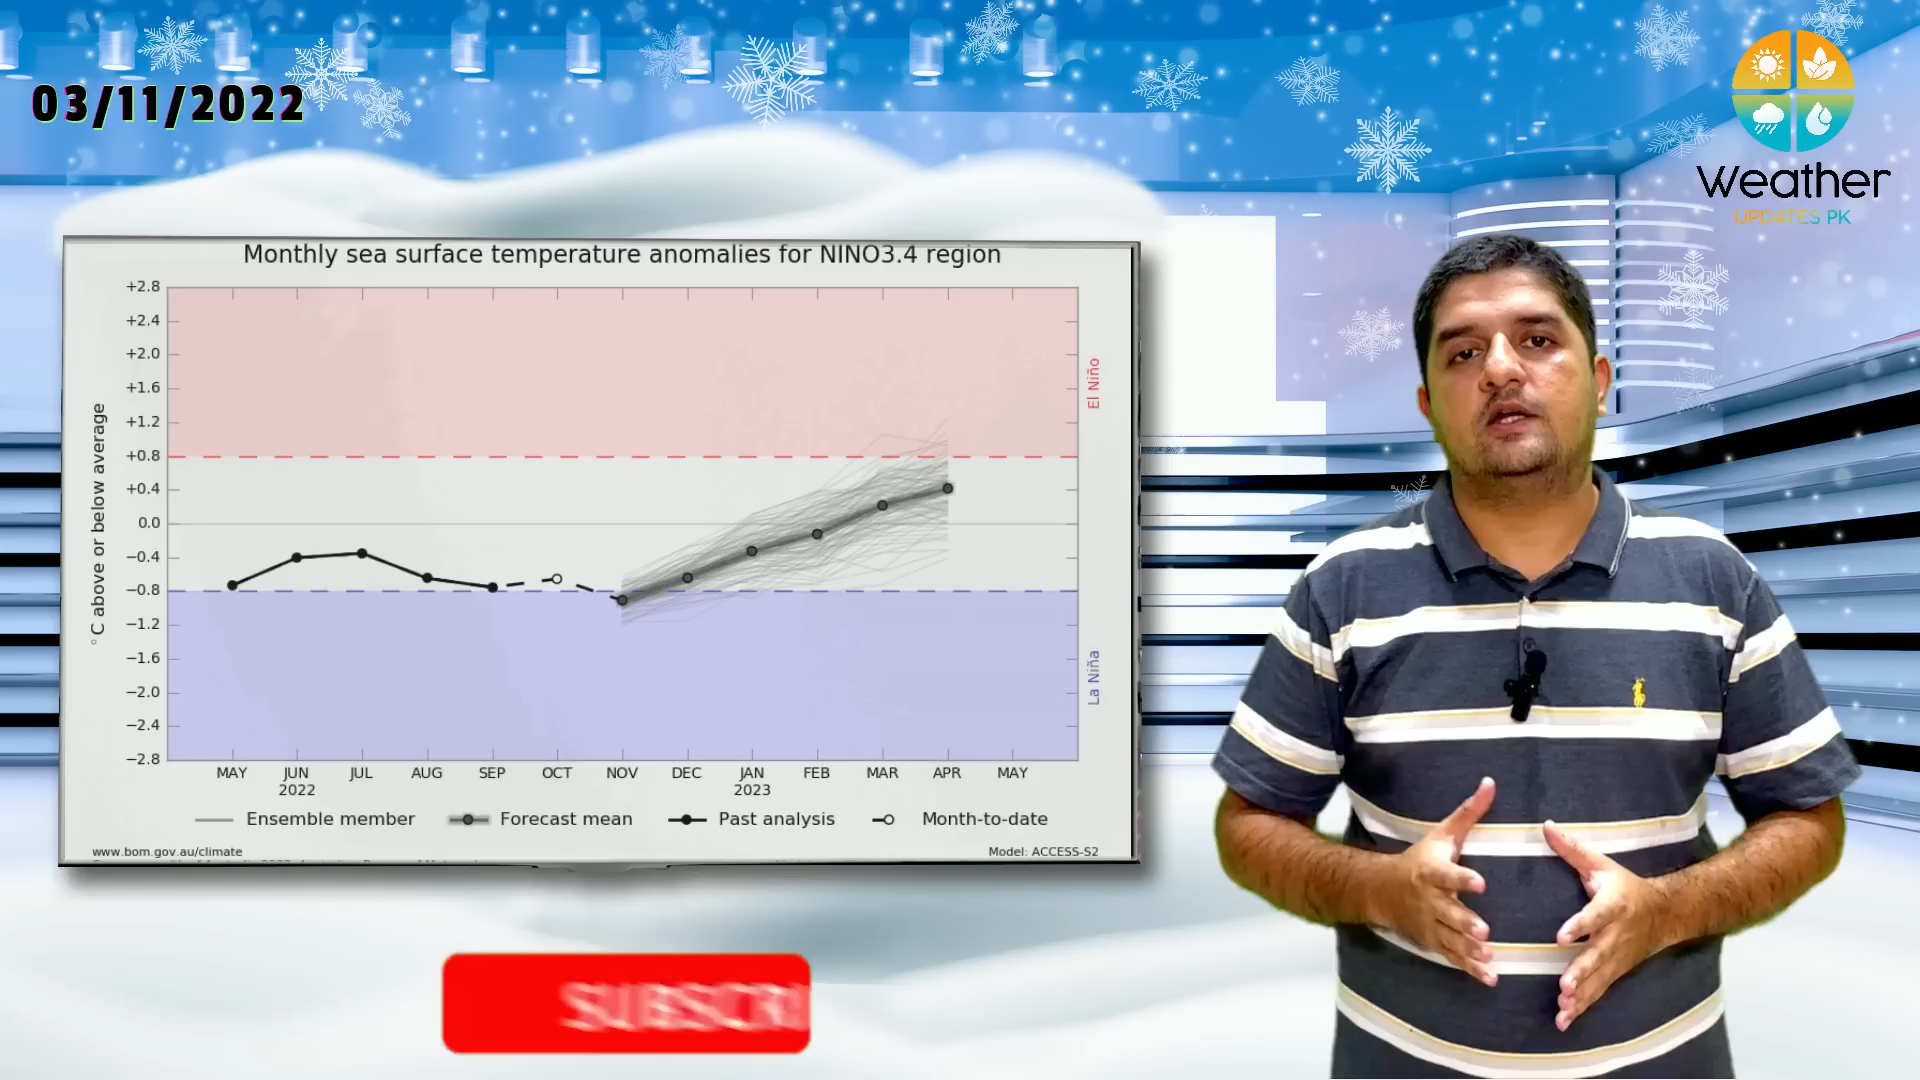 03/11/2022
Weather
UPDATES PK
Monthly sea surface temperature anomalies for NINO3.4 region
+2.8
+2.4
+2.0
+1.6
+1.2
+0.8
+0.4
0.0
−0.4
−0.8
−1.2
−1.6
−2.0
−2.4
−2.8
°C above or below average
El Niño
La Niña
MAY JUN JUL AUG SEP OCT NOV DEC JAN FEB MAR APR MAY
2022 2023
Ensemble member Forecast mean Past analysis Month-to-date
www.bom.gov.au/climate Model: ACCESS-S2
SUBSCRI